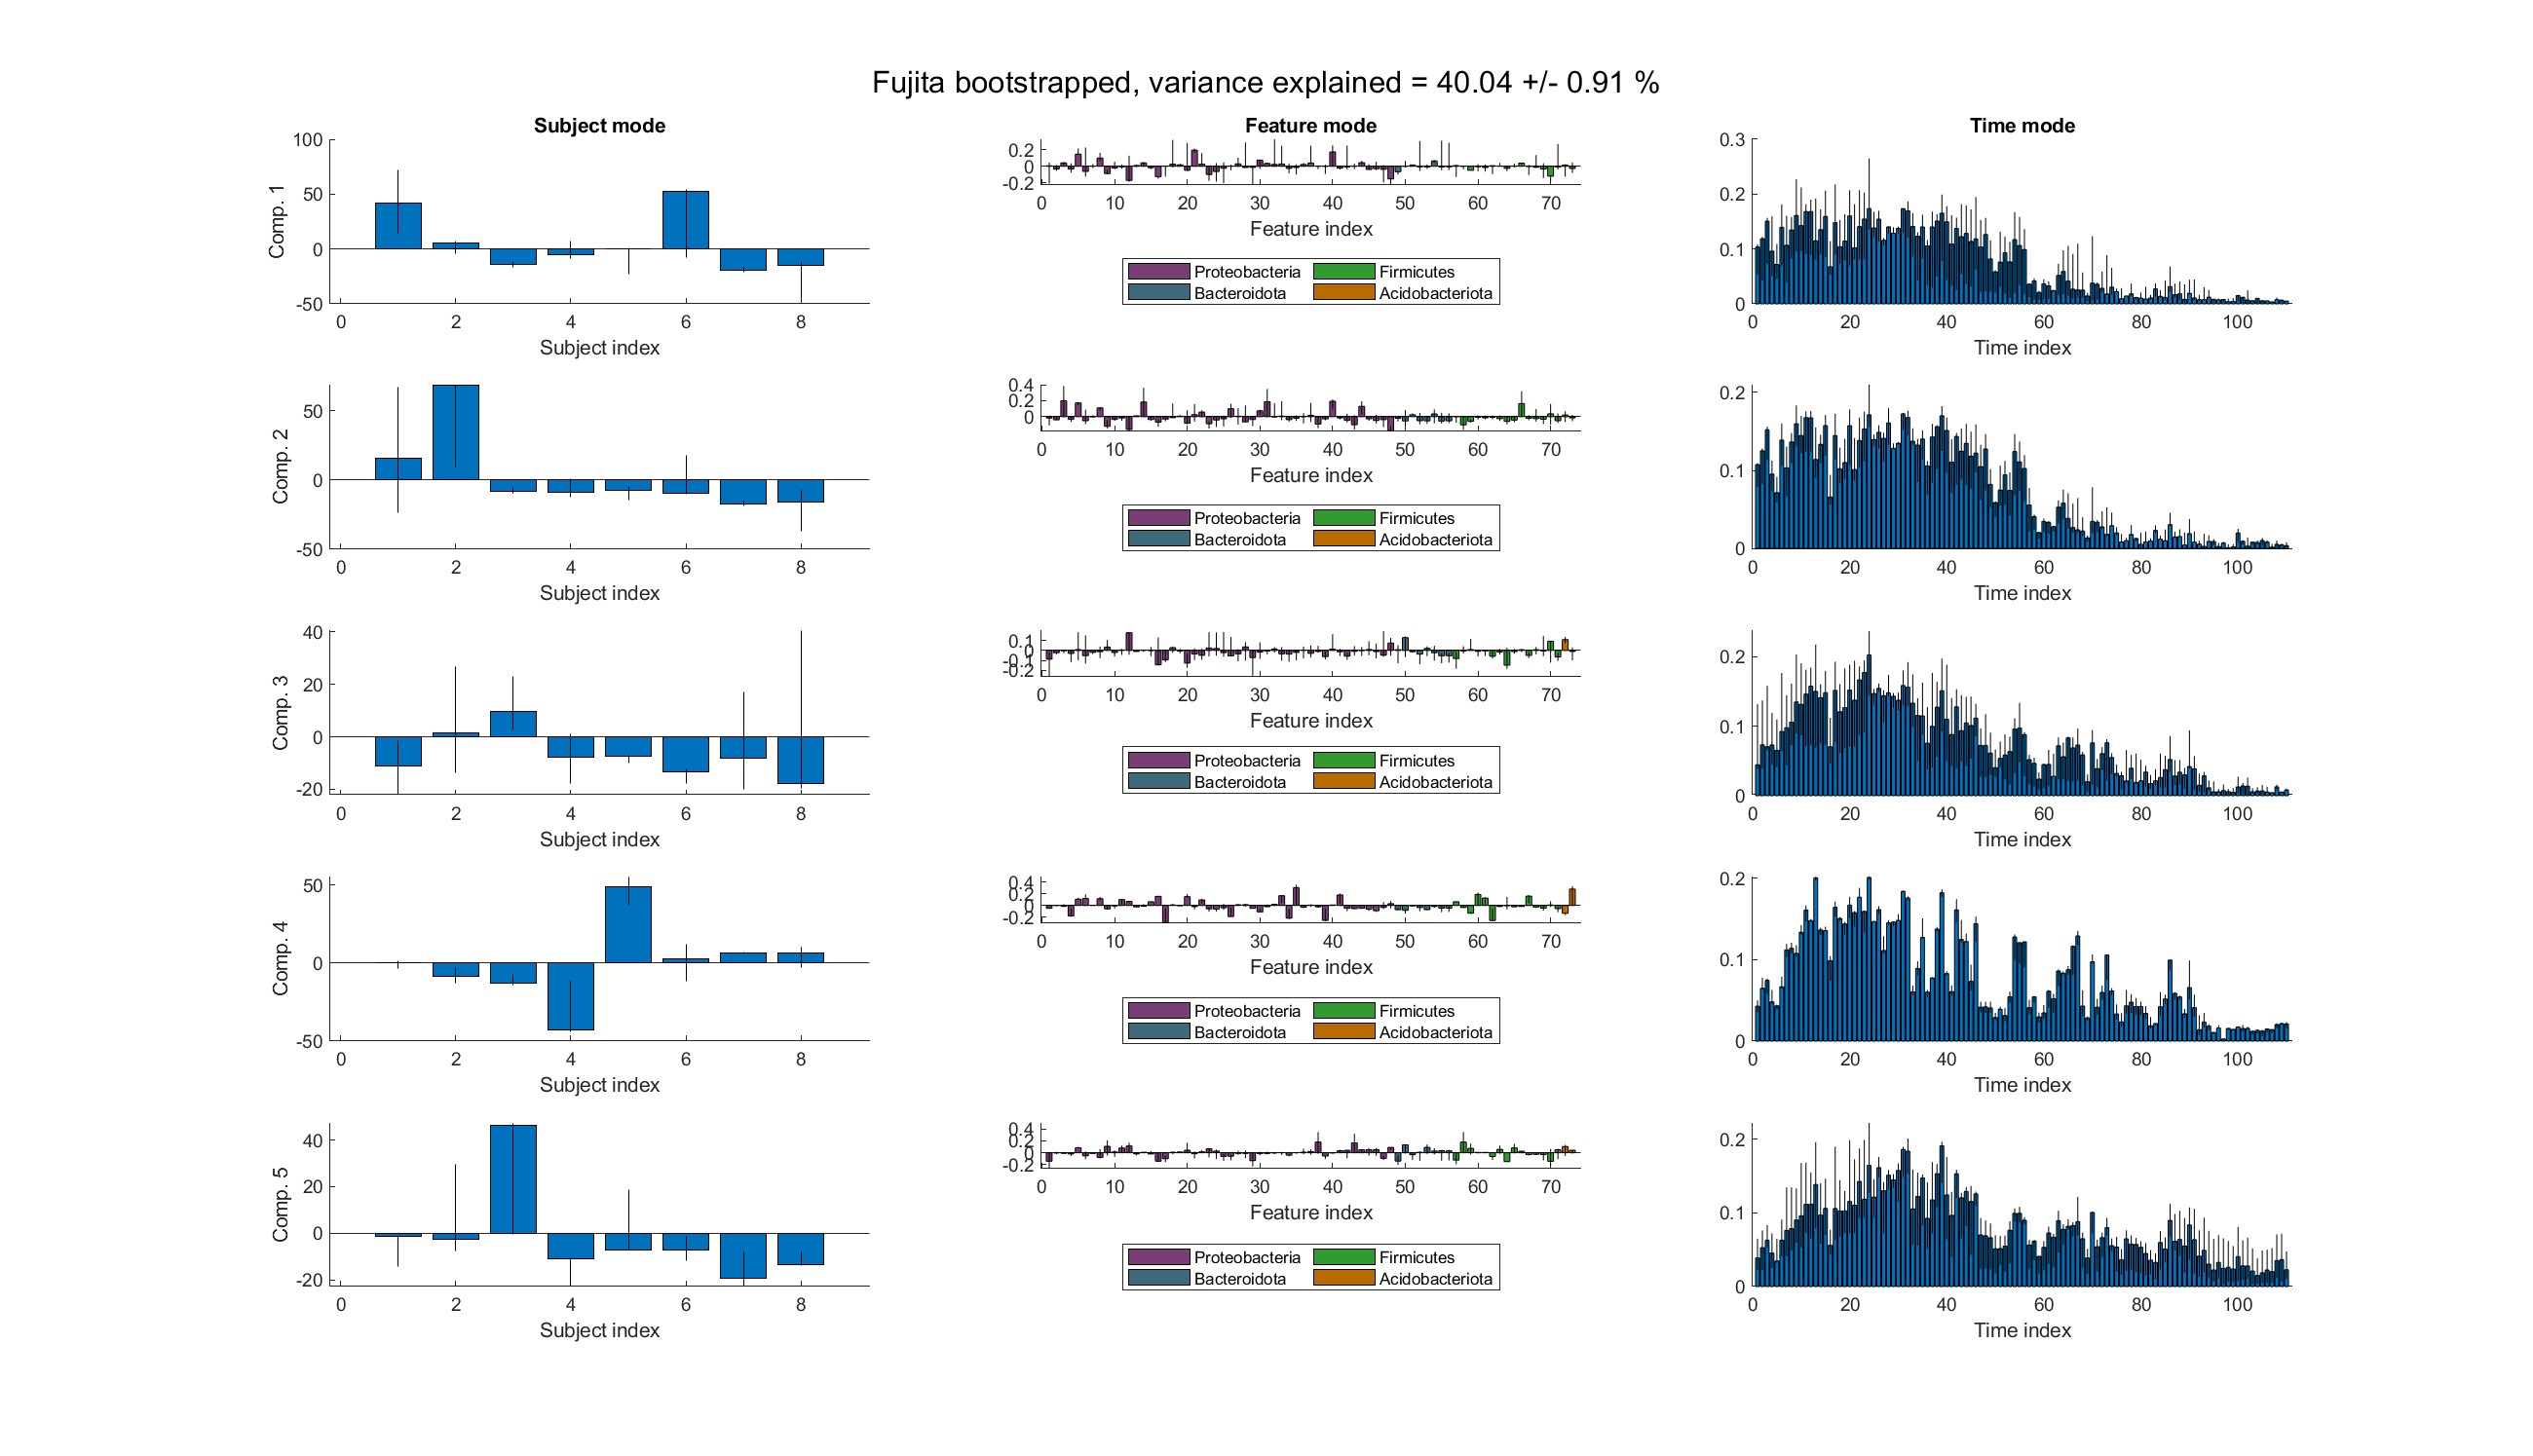 Fujita bootstrapped, variance explained = 40.04 +/- 0.91 %
Subject mode
Feature mode
Time mode
Comp. 1
100
50
0
-50
0 2 4 6 8
Subject index
0.2
0
-0.2
0 10 20 30 40 50 60 70
Feature index
Proteobacteria Firmicutes
Bacteroidota Acidobacteriota
0.3
0.2
0.1
0
0 20 40 60 80 100
Time index
Comp. 2
50
0
-50
0 2 4 6 8
Subject index
0.4
0.2
0
0 10 20 30 40 50 60 70
Feature index
Proteobacteria Firmicutes
Bacteroidota Acidobacteriota
0.2
0.1
0
0 20 40 60 80 100
Time index
Comp. 3
40
20
0
-20
0 2 4 6 8
Subject index
0.1
0
-0.1
-0.2
0 10 20 30 40 50 60 70
Feature index
Proteobacteria Firmicutes
Bacteroidota Acidobacteriota
0.2
0.1
0
0 20 40 60 80 100
Time index
Comp. 4
50
0
-50
0 2 4 6 8
Subject index
0.4
0.2
0
-0.2
0 10 20 30 40 50 60 70
Feature index
Proteobacteria Firmicutes
Bacteroidota Acidobacteriota
0.2
0.1
0
0 20 40 60 80 100
Time index
Comp. 5
40
20
0
-20
0 2 4 6 8
Subject index
0.4
0.2
0
-0.2
0 10 20 30 40 50 60 70
Feature index
Proteobacteria Firmicutes
Bacteroidota Acidobacteriota
0.2
0.1
0
0 20 40 60 80 100
Time index